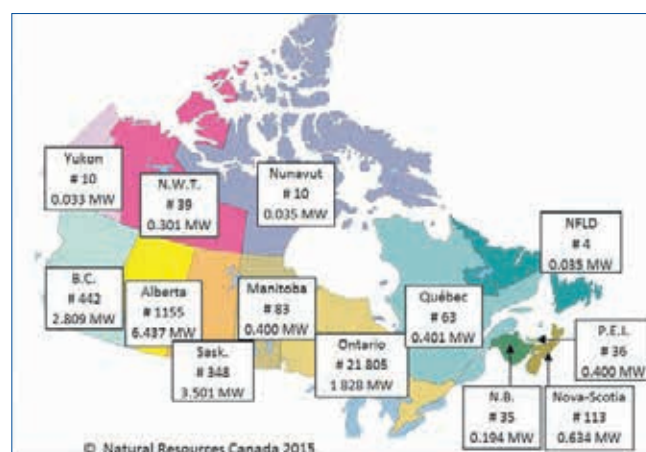 Yukon
# 10
0.033 MW
N.W.T.
# 39
0.301 MW
Nunavut
# 10
0.035 MW
NFLD
# 4
0.035 MW
B.C.
# 442
2.809 MW
Alberta
# 1155
6.437 MW
Sask.
# 348
3.501 MW
Manitoba
# 83
0.400 MW
Ontario
# 21 805
1 828 MW
Québec
# 63
0.401 MW
P.E.I.
# 36
0.400 MW
N.B.
# 35
0.194 MW
Nova-Scotia
# 113
0.634 MW
© Natural Resources Canada 2015